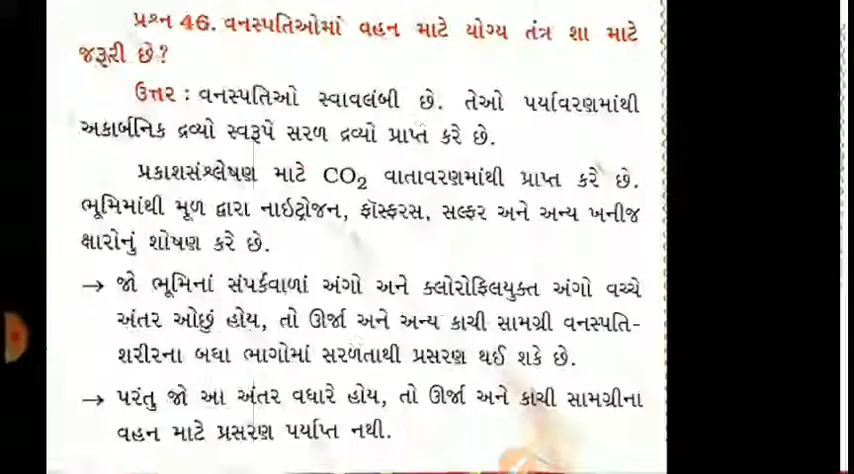 પ્રશ્ન 46. વનસ્પતિઓમાં વહન માટે યોગ્ય તંત્ર શા માટે
જરૂરી છે?
ઉત્તર : વનસ્પતિઓ સ્વાવલંબી છે. તેઓ પર્યાવરણમાંથી
અકાર્બનિક દ્રવ્યો સ્વરૂપે સરળ દ્રવ્યો પ્રાપ્ત કરે છે.
પ્રકાશસંશ્લેષણ માટે CO₂ વાતાવરણમાંથી પ્રાપ્ત કરે છે.
ભૂમિમાંથી મૂળ દ્વારા નાઇટ્રોજન, ફૉસ્ફરસ, સલ્ફર અને અન્ય ખનીજ
ક્ષારોનું શોષણ કરે છે.
→ જો ભૂમિનાં સંપર્કવાળાં અંગો અને ક્લોરોફિલયુક્ત અંગો વચ્ચે
અંતર ઓછું હોય, તો ઊર્જા અને અન્ય કાચી સામગ્રી વનસ્પતિ-
શરીરના બધા ભાગોમાં સરળતાથી પ્રસરણ થઈ શકે છે.
→ પરંતુ જો આ અંતર વધારે હોય, તો ઊર્જા અને કાચી સામગ્રીના
વહન માટે પ્રસરણ પર્યાપ્ત નથી.